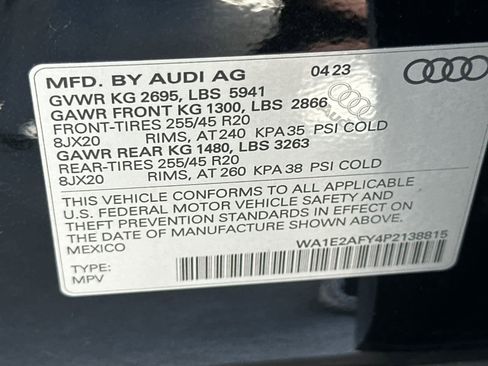 MFD. BY AUDI AG 04 23
GVWR KG 2695, LBS 5941
GAWR FRONT KG 1300, LBS 2866
FRONT-TIRES 255/45 R20
8JX20 RIMS, AT 240 KPA 35 PSI COLD
GAWR REAR KG 1480, LBS 3263
REAR-TIRES 255/45 R20
8JX20 RIMS, AT 260 KPA 38 PSI COLD
THIS VEHICLE CONFORMS TO ALL APPLICABLE
U.S. FEDERAL MOTOR VEHICLE SAFETY AND
THEFT PREVENTION STANDARDS IN EFFECT ON
THE DATE OF MANUFACTURE SHOWN ABOVE.
MEXICO WA1E2AFY4P2138815
TYPE:
MPV